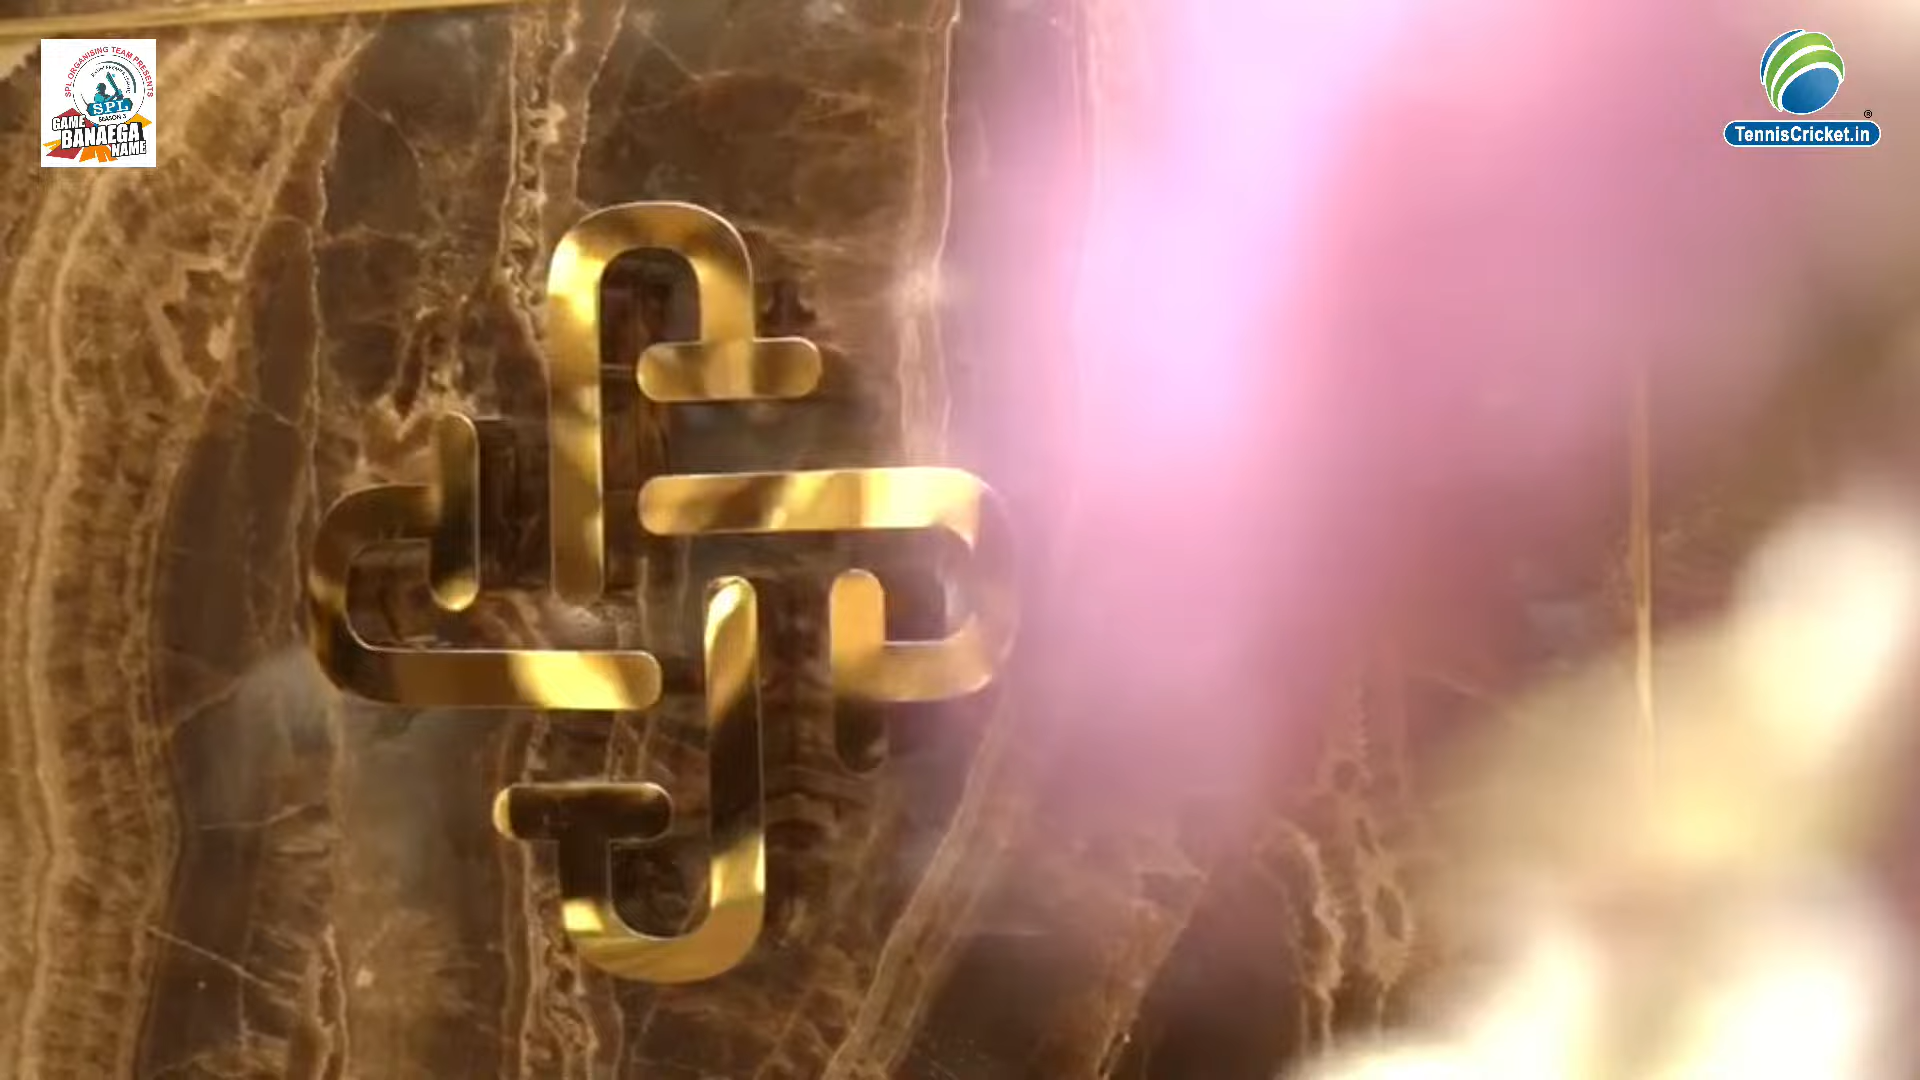 SPL ORGANISING TEAM PRESENTS
SPL
SEASON 3
GAME
BANAEGA
NAME
®
TennisCricket.in